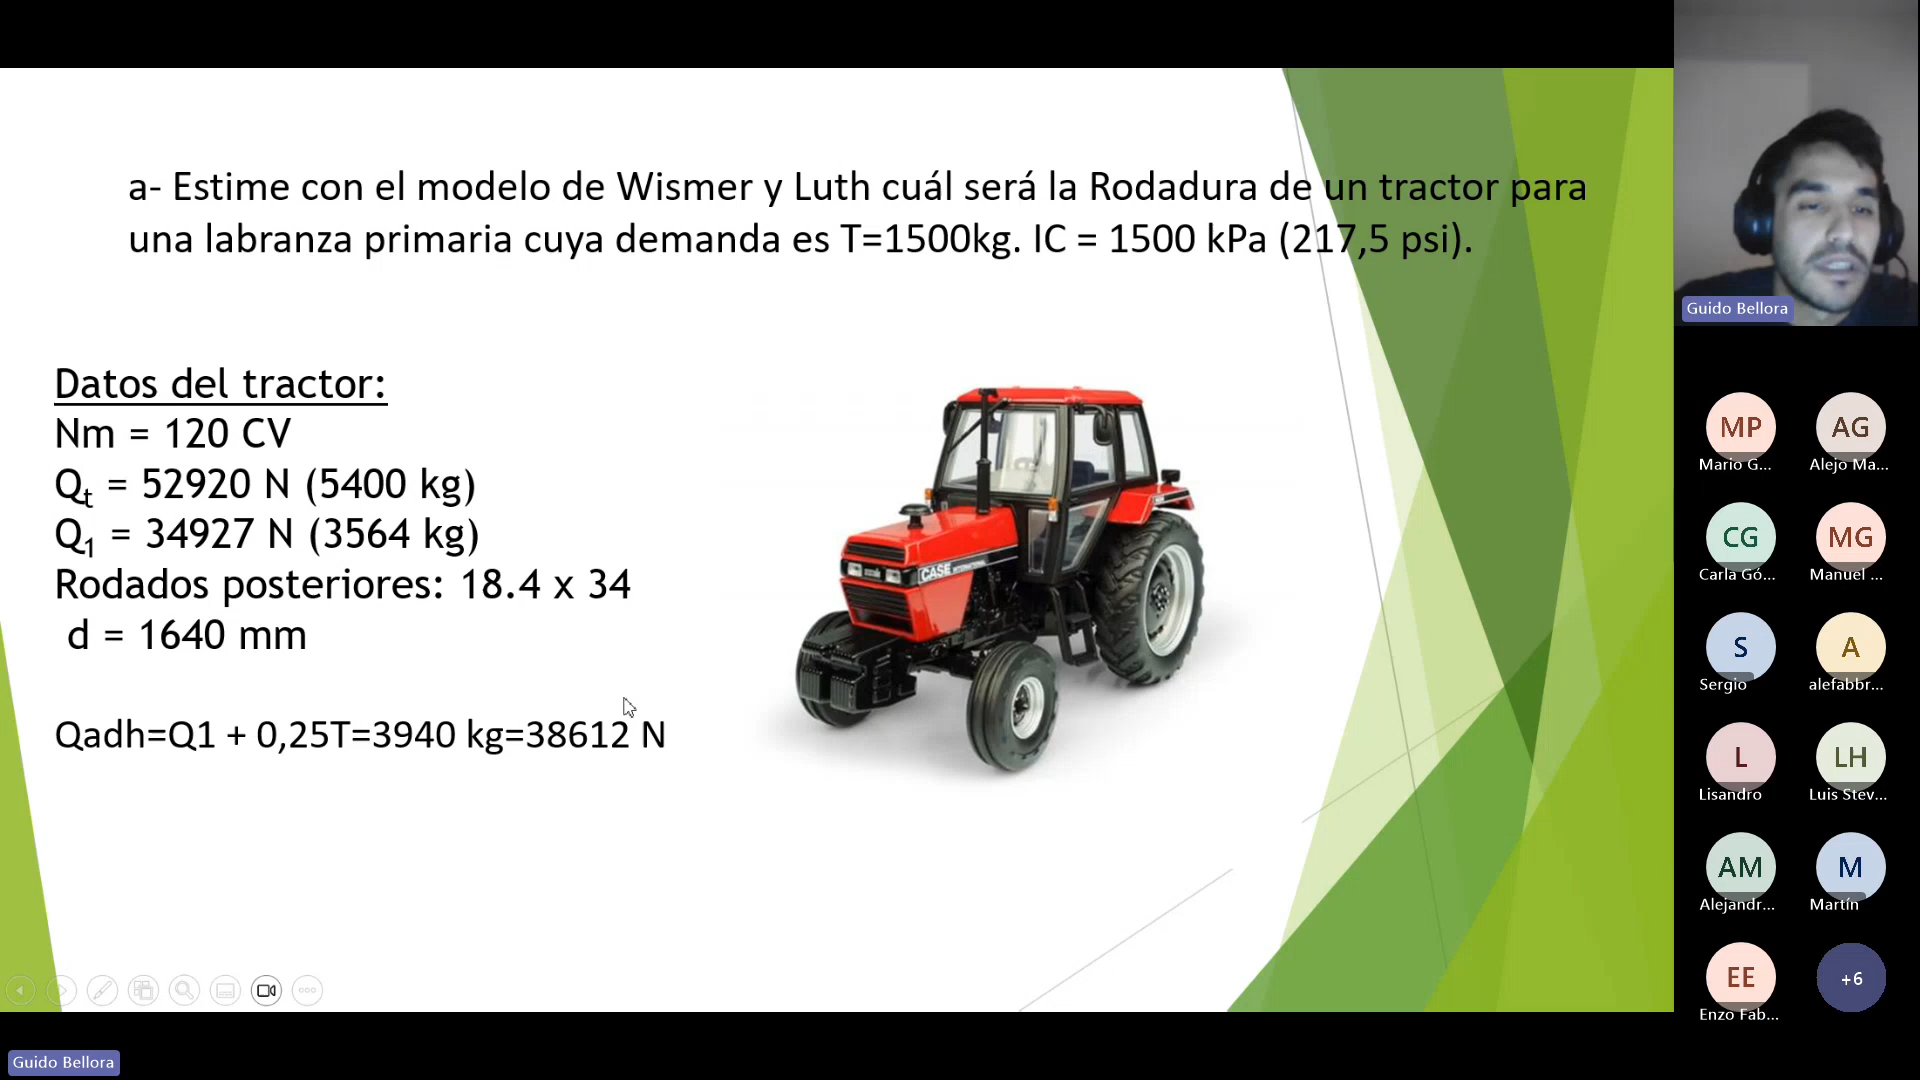 a- Estime con el modelo de Wismer y Luth cuál será la Rodadura de un tractor para
una labranza primaria cuya demanda es T=1500kg. IC = 1500 kPa (217,5 psi).
Datos del tractor:
Nm = 120 CV
Qt = 52920 N (5400 kg)
Q1 = 34927 N (3564 kg)
Rodados posteriores: 18.4 x 34
d = 1640 mm
Qadh=Q1 + 0,25T=3940 kg=38612 N
CASE INTERNATIONAL
Guido Bellora
MP
Mario G...
AG
Alejo Ma...
CG
Carla Gó...
MG
Manuel ...
S
Sergio
A
alefabbr...
L
Lisandro
LH
Luis Stev...
AM
Alejandr...
M
Martín
EE
Enzo Fab...
+6
Guido Bellora